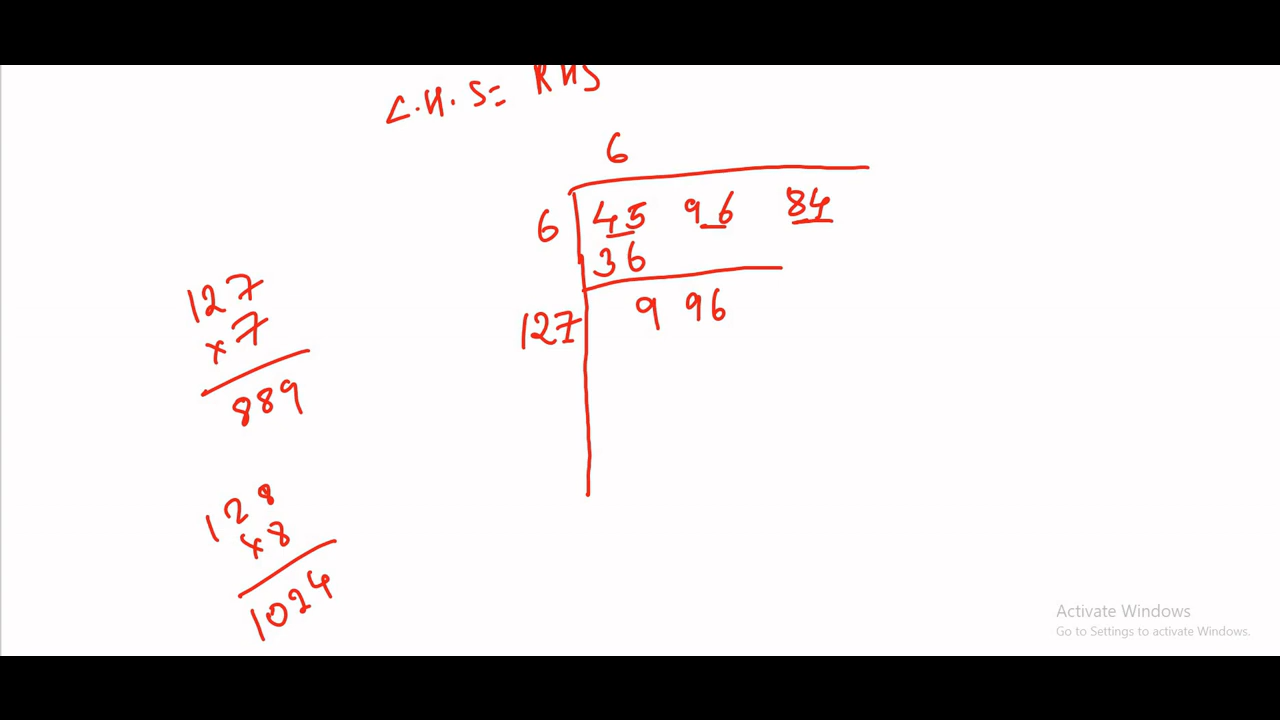 L.H.S = RHS
6
6 45 96 84
36
127 9 96
127
×7
889
128
×8
1024
Activate Windows
Go to Settings to activate Windows.